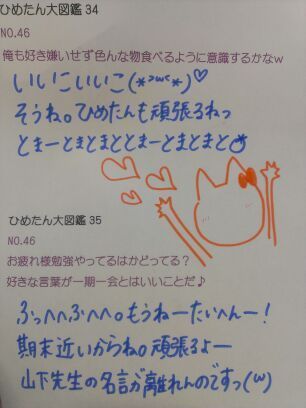 ひめたん大図鑑 34
NO.46
俺も好き嫌いせず色んな物食べるように意識するかなw
いいこいいこ(*˃ᵕ˂*)♡
そうね。ひめたんも頑張るねっ
とまーとまとまととまーとまとまと
ひめたん大図鑑 35
NO.46
お疲れ様勉強やってるはかどってる？
好きな言葉が一期一会とはいいことだ♪
ふっへへふへへ。もうねーたいへんー！
期末近いからね。頑張るよー
山下先生の名言が離れんのですっ(w)